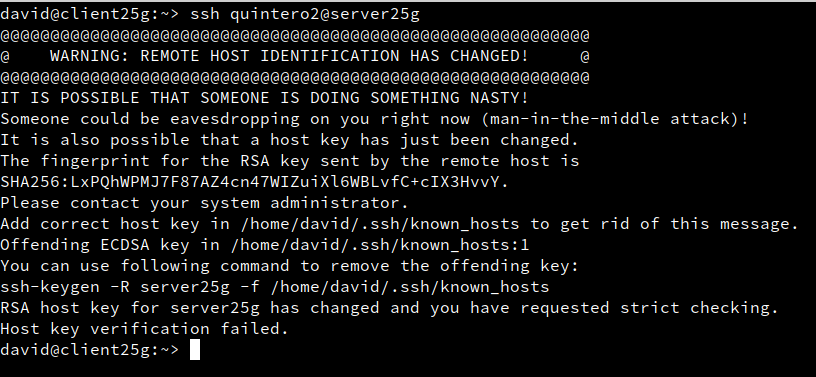 david@client25g:~> ssh quintero2@server25g
@@@@@@@@@@@@@@@@@@@@@@@@@@@@@@@@@@@@@@@@@@@@@@@@@@@@@@@@@@@
@    WARNING: REMOTE HOST IDENTIFICATION HAS CHANGED!     @
@@@@@@@@@@@@@@@@@@@@@@@@@@@@@@@@@@@@@@@@@@@@@@@@@@@@@@@@@@@
IT IS POSSIBLE THAT SOMEONE IS DOING SOMETHING NASTY!
Someone could be eavesdropping on you right now (man-in-the-middle attack)!
It is also possible that a host key has just been changed.
The fingerprint for the RSA key sent by the remote host is
SHA256:LxPQhWPMJ7F87AZ4cn47WIZuiXl6WBLvfC+cIX3HvvY.
Please contact your system administrator.
Add correct host key in /home/david/.ssh/known_hosts to get rid of this message.
Offending ECDSA key in /home/david/.ssh/known_hosts:1
You can use following command to remove the offending key:
ssh-keygen -R server25g -f /home/david/.ssh/known_hosts
RSA host key for server25g has changed and you have requested strict checking.
Host key verification failed.
david@client25g:~>